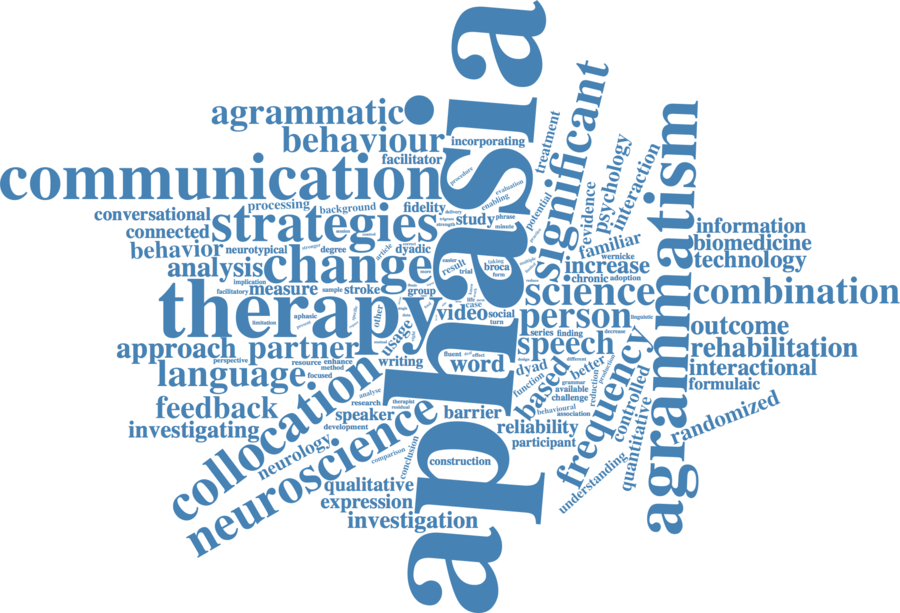 aphasia
agrammatic
behaviour
incorporating
facilitator
communication
significant
treatment
psychology
interaction
evidence
potential
agrammatism
procedure
evaluation
enabling
processing
background
fidelity
delivery
conversational
connected
strategies
study
phrase
minute
strength
behavior
neurotypical
stronger
degree
dyadic
article
familiar
wernicke
information
biomedicine
technology
analysis
change
result
trial
broca
form
taking
increase
chronic
adoption
implication
facilitatory
measure
sample
stroke
group
more
science
combination
therapy
aphasic
limitation
other
usage
video
social
turn
case
life
person
linguistic
series
finding
decrease
outcome
approach
partner
perspective
resource
enhance
method
focused
writing
fluent
effect
word
speech
dyad
better
different
rehabilitation
interactional
formulaic
language
collocation
analyse
research
therapist
residual
function
based
grammar
available
challenge
behavioural
association
reduction
production
frequency
controlled
quantitative
randomized
feedback
investigating
speaker
development
barrier
reliability
participant
neurology
neuroscience
comparison
conclusion
construction
understanding
qualitative
expression
investigation